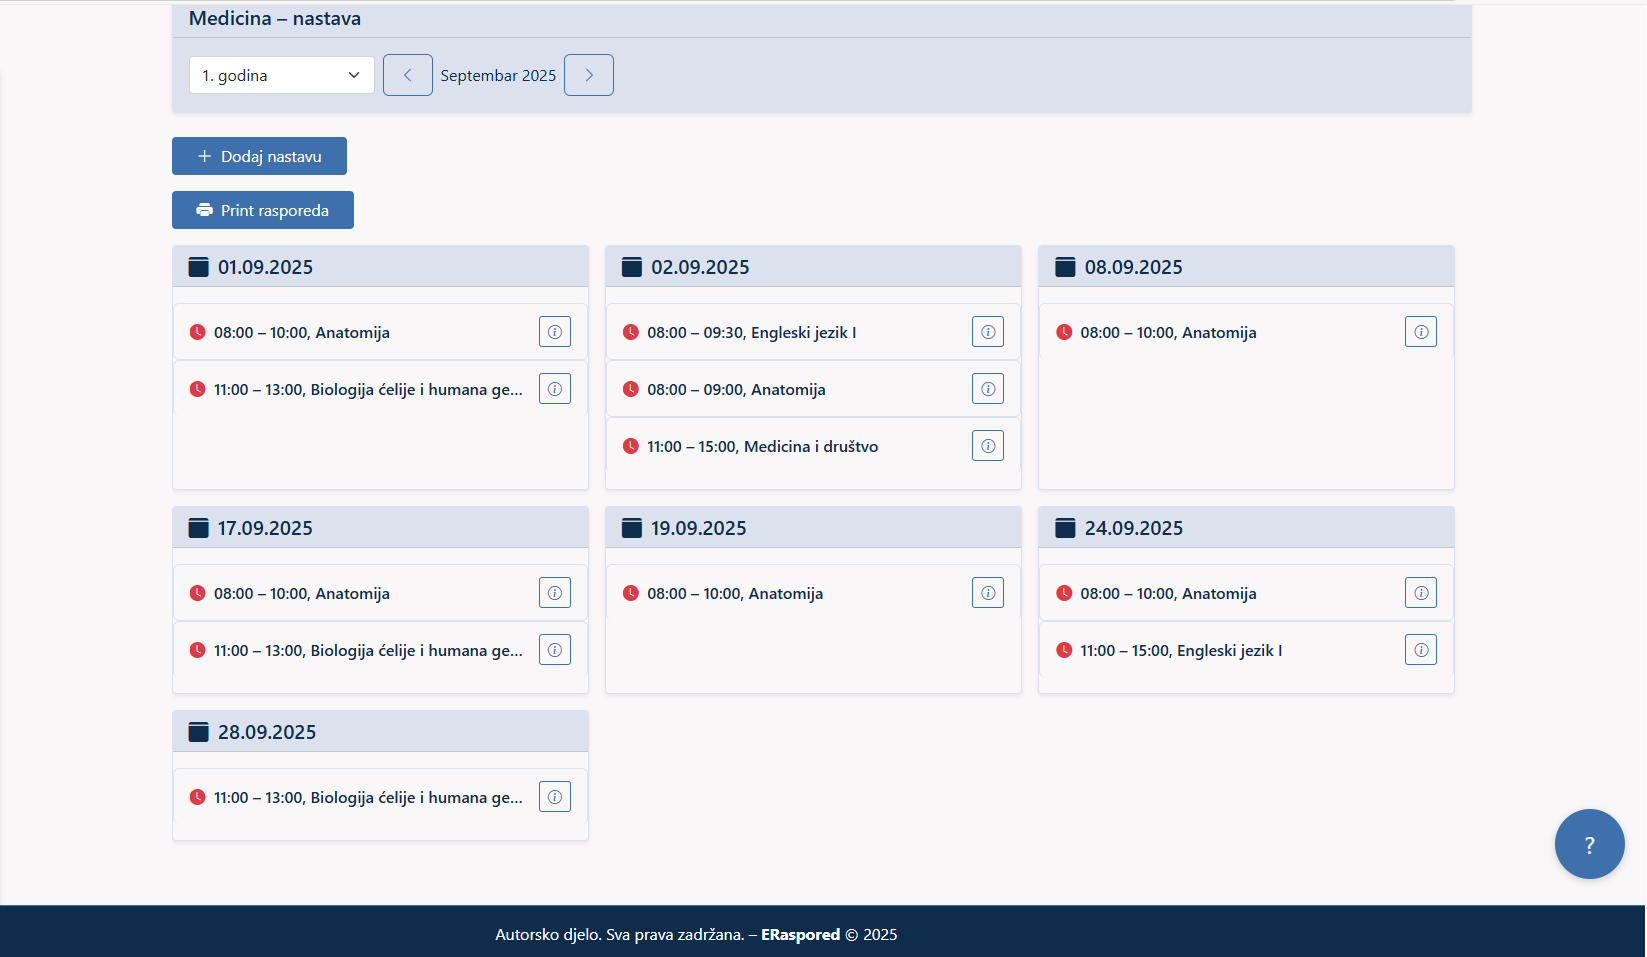 Medicina – nastava
1. godina
Septembar 2025
Dodaj nastavu
Print rasporeda
01.09.2025
08:00 – 10:00, Anatomija
11:00 – 13:00, Biologija ćelije i humana ge...
02.09.2025
08:00 – 09:30, Engleski jezik I
08:00 – 09:00, Anatomija
11:00 – 15:00, Medicina i društvo
08.09.2025
08:00 – 10:00, Anatomija
17.09.2025
08:00 – 10:00, Anatomija
11:00 – 13:00, Biologija ćelije i humana ge...
19.09.2025
08:00 – 10:00, Anatomija
24.09.2025
08:00 – 10:00, Anatomija
11:00 – 15:00, Engleski jezik I
28.09.2025
11:00 – 13:00, Biologija ćelije i humana ge...
?
Autorsko djelo. Sva prava zadržana. – ERaspored © 2025